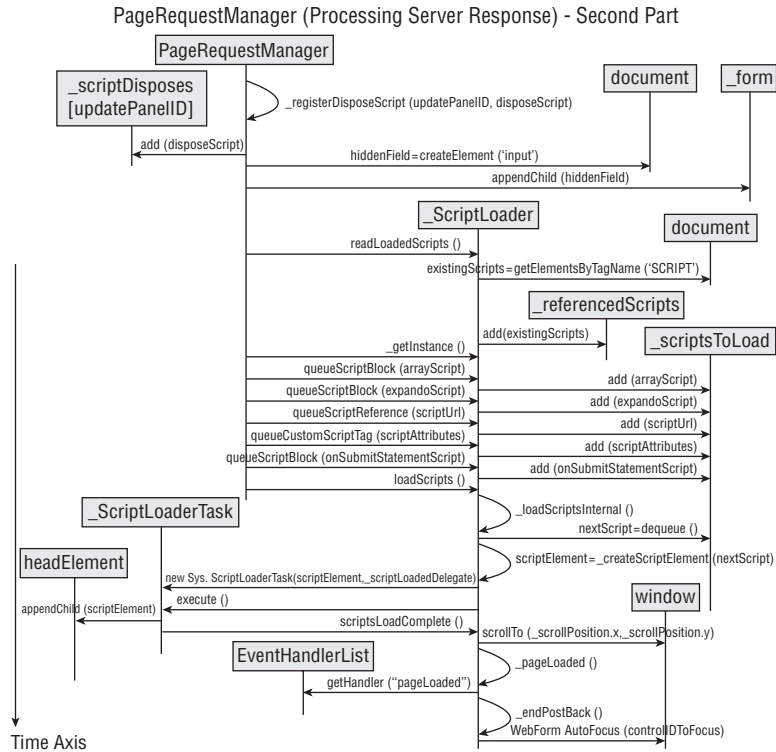 PageRequestManager (Processing Server Response) - Second Part
PageRequestManager
_scriptDisposes
[updatePanelID]
document
_form
_registerDisposeScript (updatePanelID, disposeScript)
add (disposeScript)
hiddenField=createElement (‘input’)
appendChild (hiddenField)
_ScriptLoader
document
readLoadedScripts ()
existingScripts=getElementsByTagName (‘SCRIPT’)
_referencedScripts
add(existingScripts)
_scriptsToLoad
_getInstance ()
queueScriptBlock (arrayScript)
add (arrayScript)
queueScriptBlock (expandoScript)
add (expandoScript)
queueScriptReference (scriptUrl)
add (scriptUrl)
queueCustomScriptTag (scriptAttributes)
add (scriptAttributes)
queueScriptBlock (onSubmitStatementScript)
add (onSubmitStatementScript)
loadScripts ()
_ScriptLoaderTask
_loadScriptsInternal ()
nextScript=dequeue ()
headElement
scriptElement=_createScriptElement (nextScript)
new Sys. ScriptLoaderTask(scriptElement,_scriptLoadedDelegate)
window
execute ()
appendChild (scriptElement)
scriptsLoadComplete ()
scrollTo (_scrollPosition.x,_scrollPosition.y)
EventHandlerList
_pageLoaded ()
getHandler (“pageLoaded”)
_endPostBack ()
WebForm AutoFocus (controlIDToFocus)
Time Axis